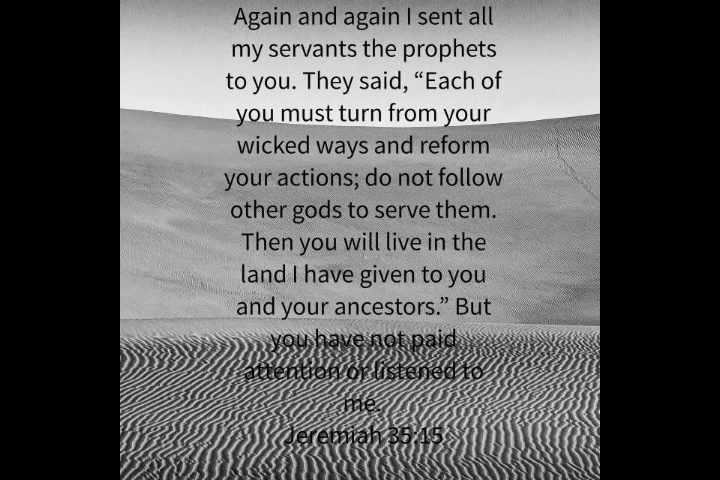 Again and again I sent all
my servants the prophets
to you. They said, “Each of
you must turn from your
wicked ways and reform
your actions; do not follow
other gods to serve them.
Then you will live in the
land I have given to you
and your ancestors.” But
you have not paid
attention or listened to
me.
Jeremiah 35:15